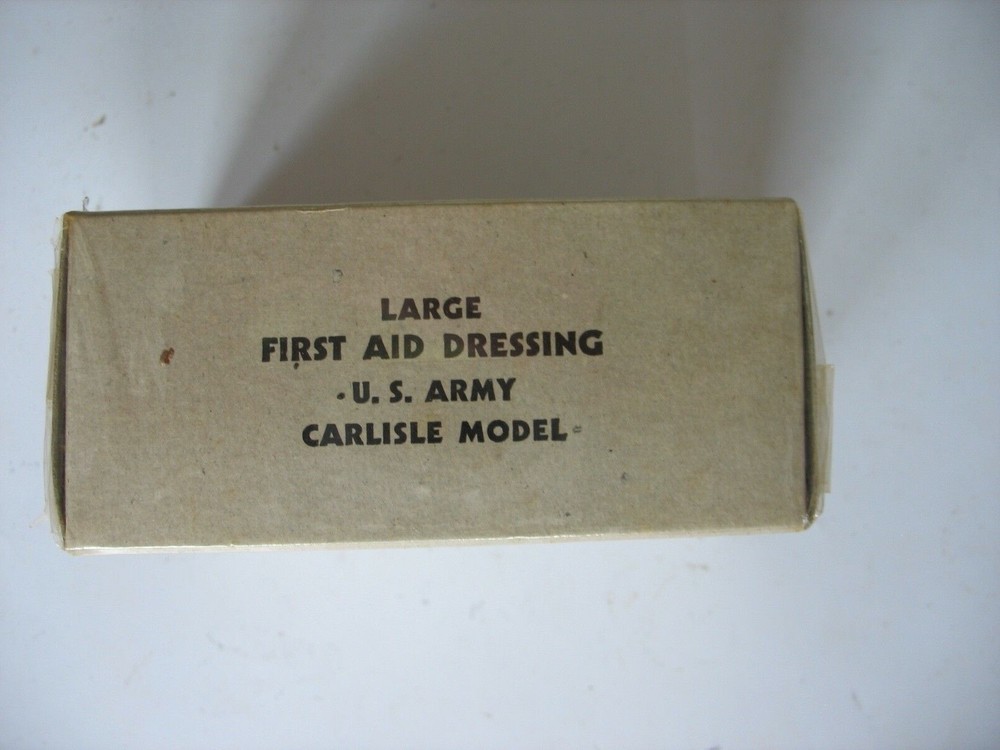 LARGE
FIRST AID DRESSING
U. S. ARMY
CARLISLE MODEL